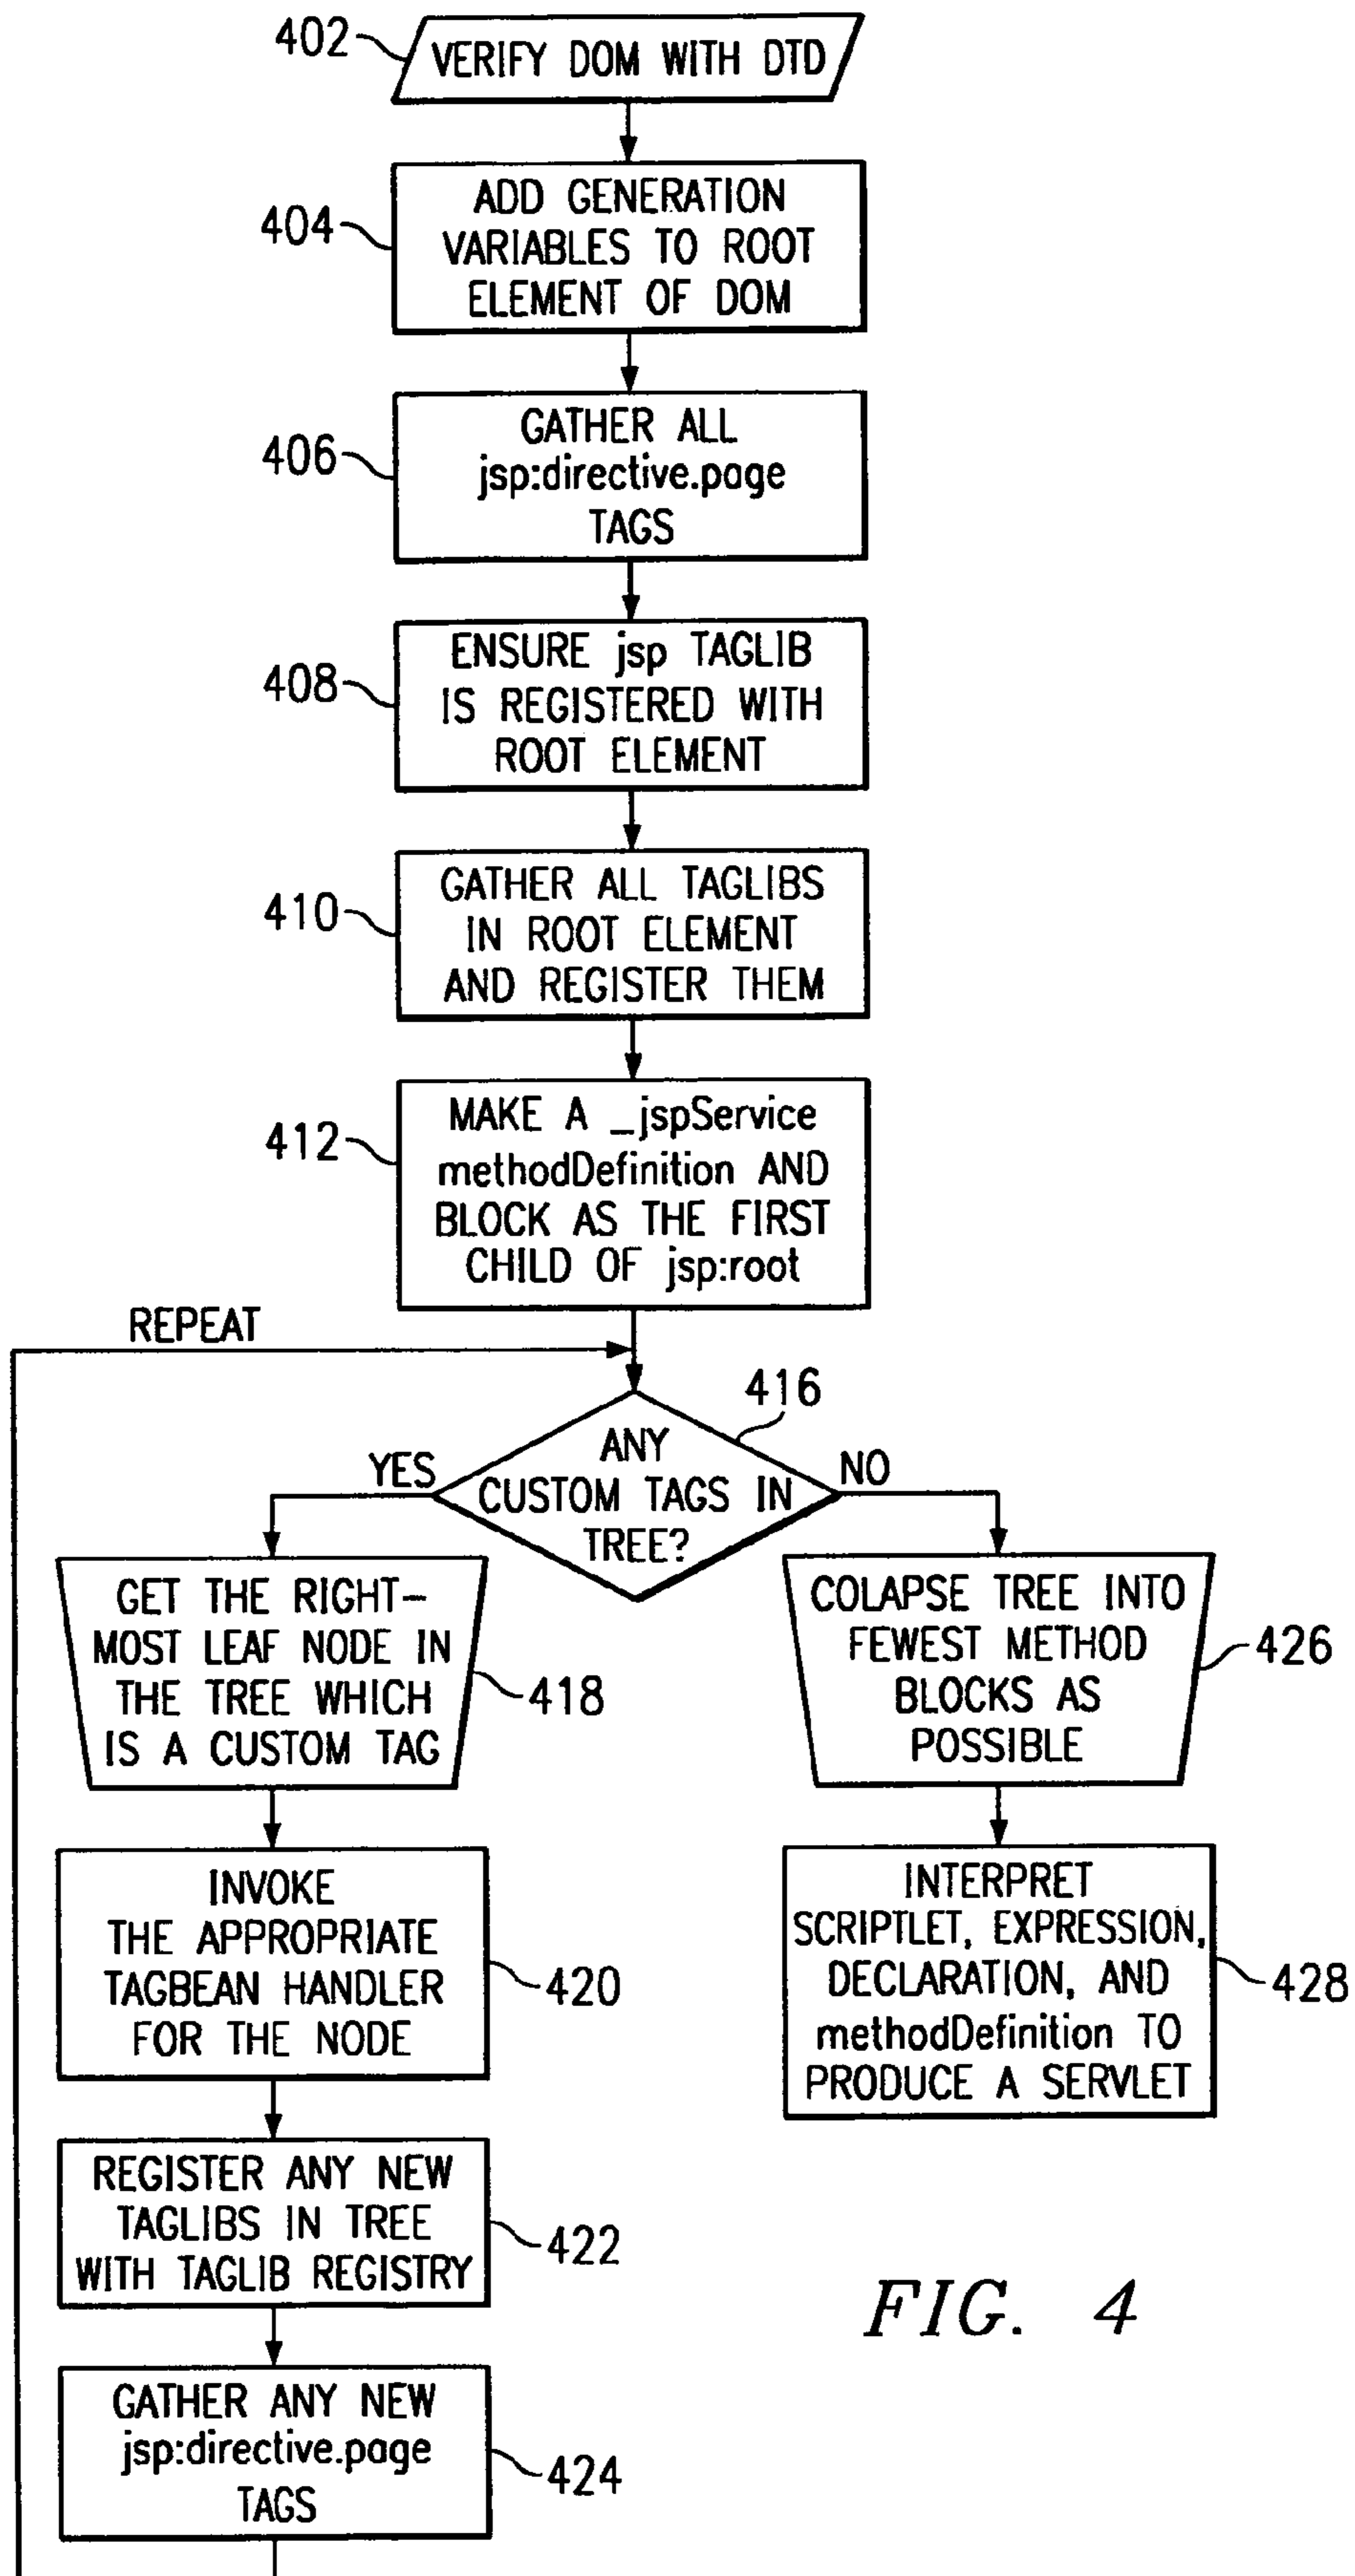 402
VERIFY DOM WITH DTD
404
ADD GENERATION
VARIABLES TO ROOT
ELEMENT OF DOM
406
GATHER ALL
jsp:directive.page
TAGS
408
ENSURE jsp TAGLIB
IS REGISTERED WITH
ROOT ELEMENT
410
GATHER ALL TAGLIBS
IN ROOT ELEMENT
AND REGISTER THEM
412
MAKE A _jspService
methodDefinition AND
BLOCK AS THE FIRST
CHILD OF jsp:root
REPEAT
416
ANY
CUSTOM TAGS IN
TREE?
YES
NO
GET THE RIGHT-
MOST LEAF NODE IN
THE TREE WHICH
IS A CUSTOM TAG
418
COLAPSE TREE INTO
FEWEST METHOD
BLOCKS AS
POSSIBLE
426
INVOKE
THE APPROPRIATE
TAGBEAN HANDLER
FOR THE NODE
420
INTERPRET
SCRIPTLET, EXPRESSION,
DECLARATION, AND
methodDefinition TO
PRODUCE A SERVLET
428
REGISTER ANY NEW
TAGLIBS IN TREE
WITH TAGLIB REGISTRY
422
GATHER ANY NEW
jsp:directive.page
TAGS
424
FIG. 4